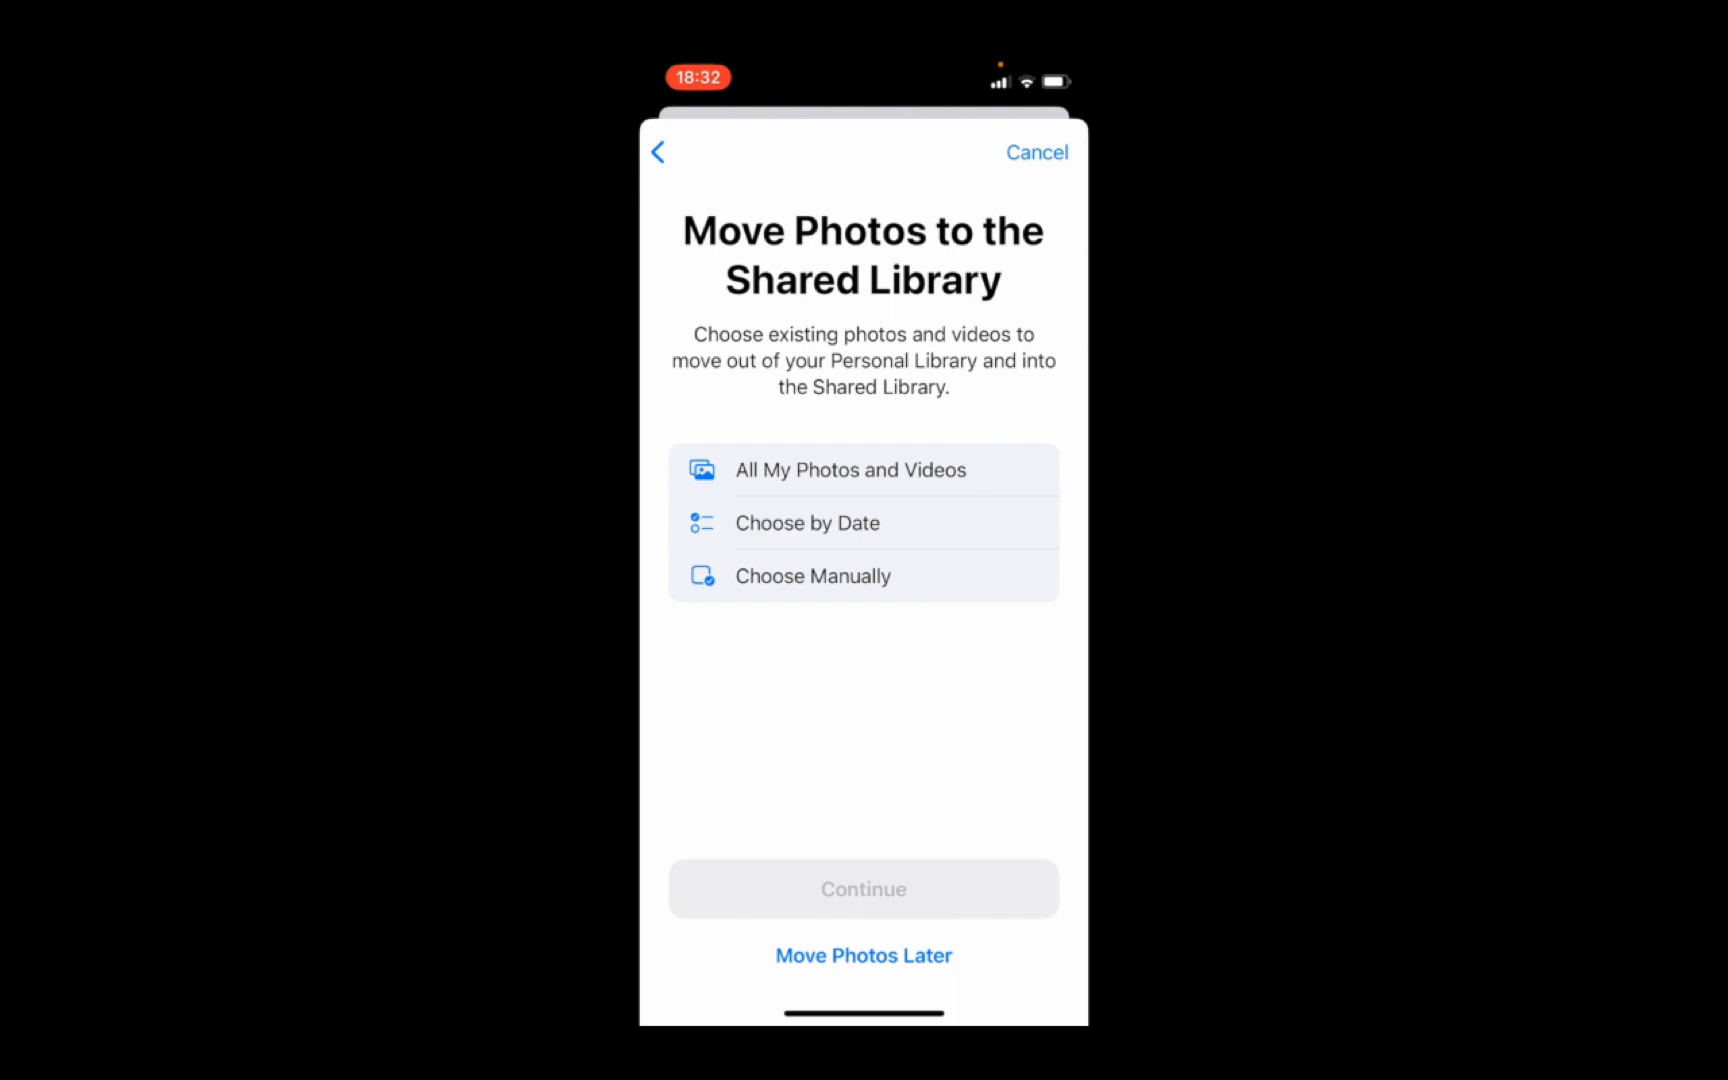 18:32
Cancel
Move Photos to the
Shared Library
Choose existing photos and videos to
move out of your Personal Library and into
the Shared Library.
All My Photos and Videos
Choose by Date
Choose Manually
Continue
Move Photos Later